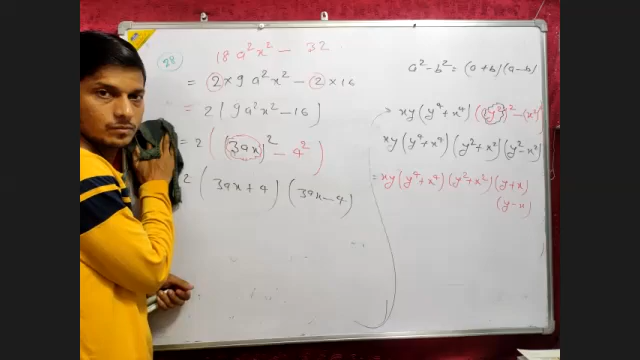 28
18 a²x² − 32
= 2×9 a²x² − 2×16
= 2 ( 9a²x² − 16 )
= 2 ( (3ax)² − 4² )
2 ( 3ax + 4 ) ( 3ax − 4 )
a² − b² = (a + b) (a − b)
xy ( y⁴ + x⁴ ) ( (y²)² − (x²)²
xy ( y⁴ + x⁴ ) ( y² + x² ) ( y² − x² )
= xy ( y⁴ + x⁴ ) ( y² + x² ) ( y + x )
( y − x )